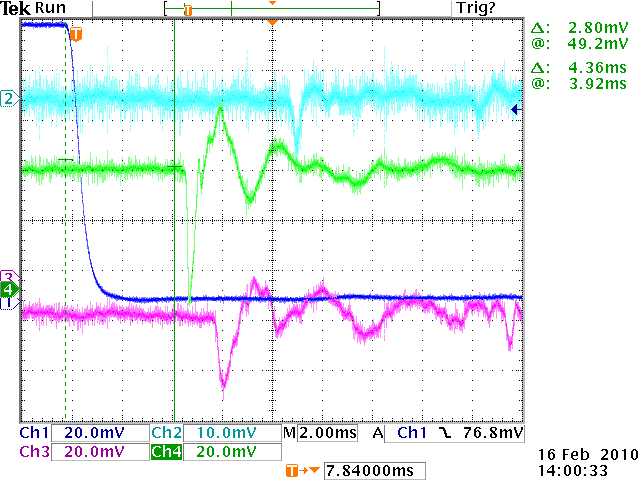 Tek Run Trig?
T
T
Δ: 2.80mV
@: 49.2mV
Δ: 4.36ms
@: 3.92ms
2
3
4
1
Ch1 20.0mV Ch2 10.0mV M 2.00ms A Ch1 76.8mV
Ch3 20.0mV Ch4 20.0mV
T 7.84000ms
16 Feb 2010
14:00:33